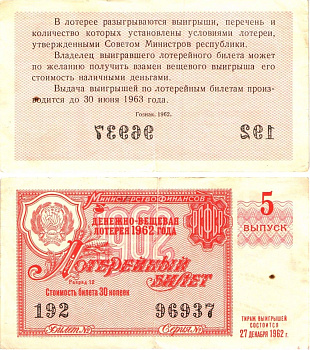 В лотерее разыгрываются выигрыши, перечень и
количество которых установлены условиями лотереи,
утвержденными Советом Министров республики.
Владелец выигравшего лотерейного билета может
по желанию получить взамен вещевого выигрыша его
стоимость наличными деньгами.
Выдача выигрышей по лотерейным билетам произ-
водится до 30 июня 1963 года.
Гознак. 1962.
96937 192
Министерство Финансов
5
ВЫПУСК
ДЕНЕЖНО-ВЕЩЕВАЯ
ЛОТЕРЕЯ 1962 ГОДА
1962
Лотерейный
БИЛЕТ
Разряд 12
Стоимость билета 30 копеек
192 96937
Билет № Серия №
ТИРАЖ ВЫИГРЫШЕЙ
СОСТОИТСЯ
27 ДЕКАБРЯ 1962 г.